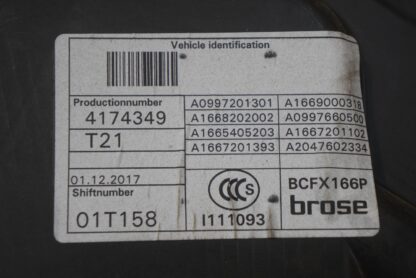 Vehicle identification
Productionnumber
4174349
T21
01.12.2017
Shiftnumber
01T158
A0997201301 A1669000318
A1668202002 A0997660500
A1665405203 A1667201102
A1667201393 A2047602334
CCC S
I111093
BCFX166P
brose